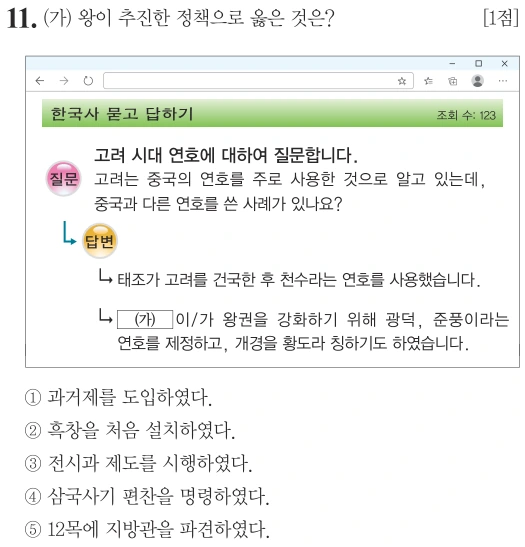 11. (가) 왕이 추진한 정책으로 옳은 것은? [1점]
한국사 묻고 답하기 조회 수: 123
고려 시대 연호에 대하여 질문합니다.
질문 고려는 중국의 연호를 주로 사용한 것으로 알고 있는데,
중국과 다른 연호를 쓴 사례가 있나요?
답변
태조가 고려를 건국한 후 천수라는 연호를 사용했습니다.
(가) 이/가 왕권을 강화하기 위해 광덕, 준풍이라는
연호를 제정하고, 개경을 황도라 칭하기도 하였습니다.
① 과거제를 도입하였다.
② 흑창을 처음 설치하였다.
③ 전시과 제도를 시행하였다.
④ 삼국사기 편찬을 명령하였다.
⑤ 12목에 지방관을 파견하였다.